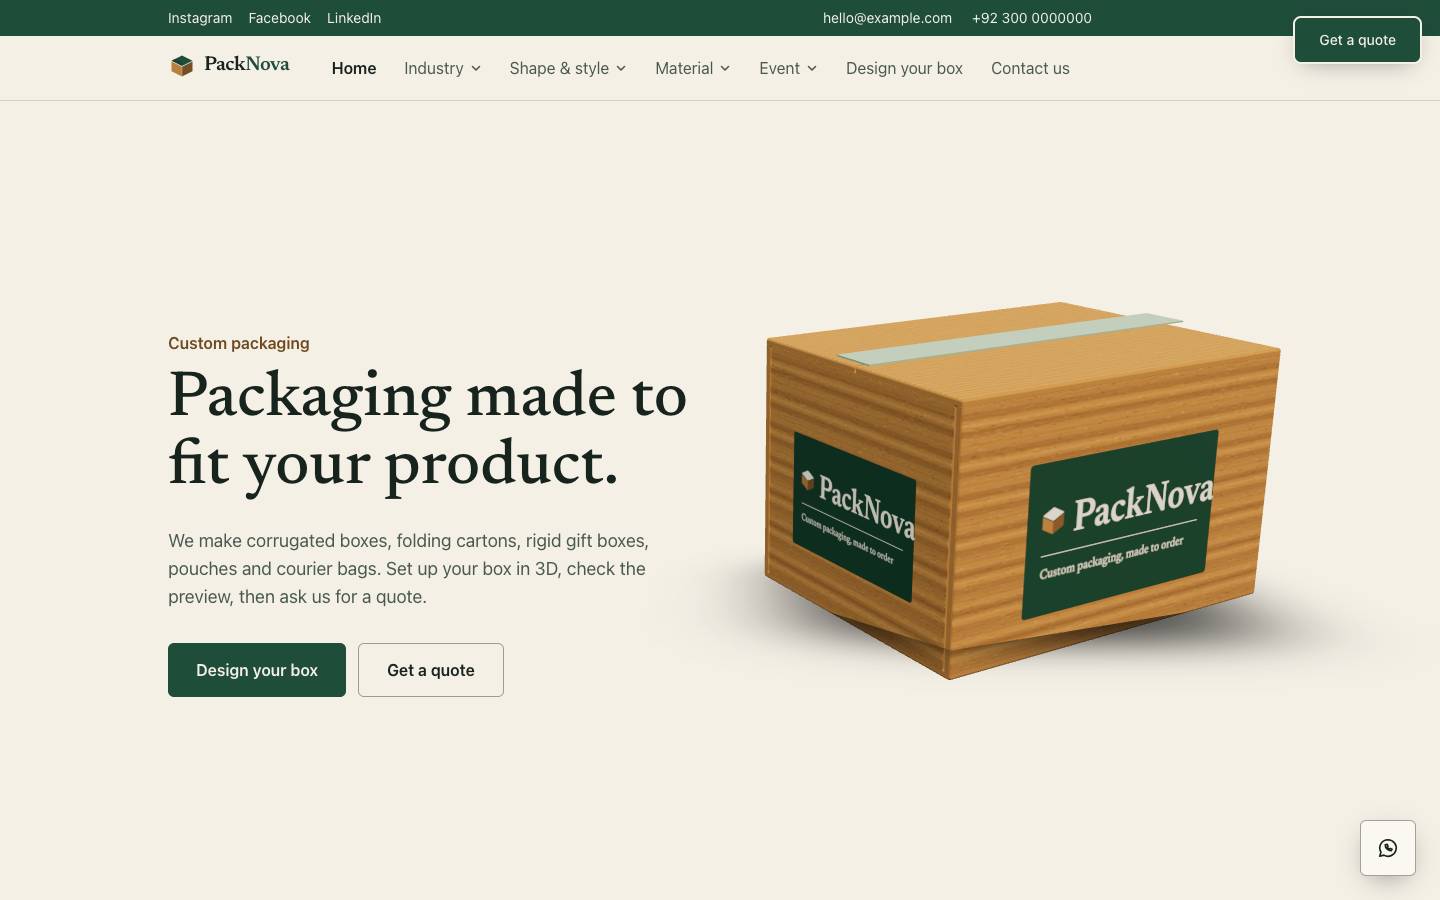 Instagram Facebook LinkedIn hello@example.com +92 300 0000000
Get a quote
PackNova Home Industry Shape & style Material Event Design your box Contact us
Custom packaging
Packaging made to
fit your product.
We make corrugated boxes, folding cartons, rigid gift boxes,
pouches and courier bags. Set up your box in 3D, check the
preview, then ask us for a quote.
Design your box Get a quote
PackNova
Custom packaging, made to order
PackNova
Custom packaging, made to order